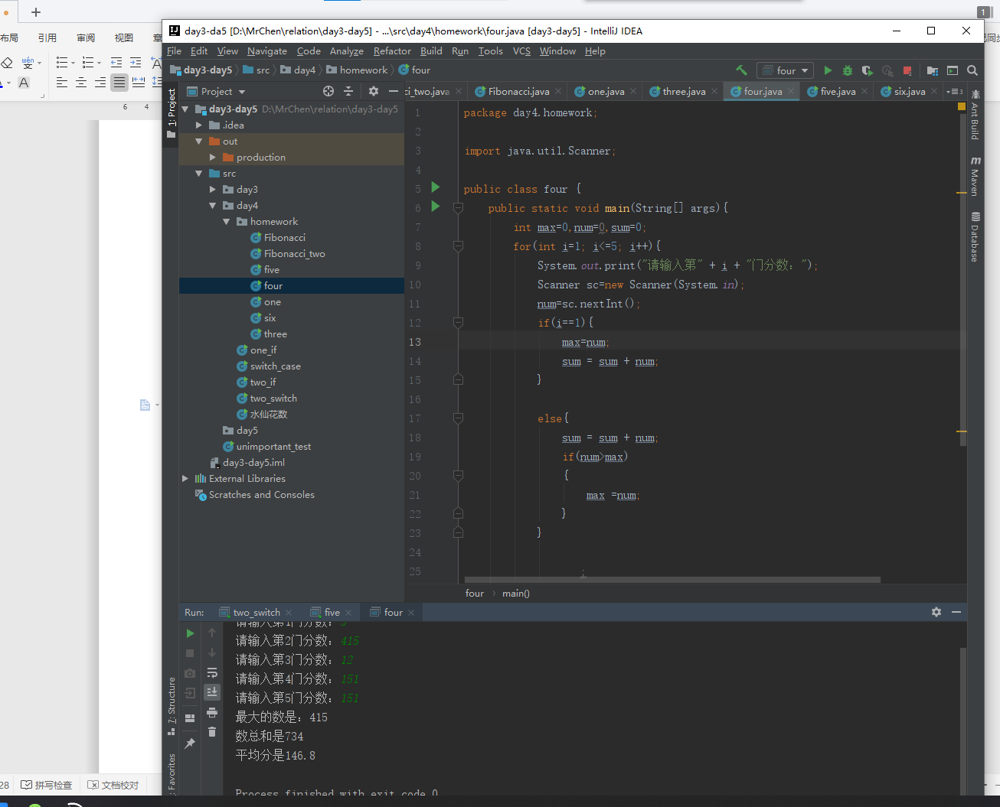 1
布局 引用 审阅 视图 章
6 4
28 拼写检查 文档校对
day3-da5 [D:\MrChen\relation\day3-day5] - ...\src\day4\homework\four.java [day3-day5] - IntelliJ IDEA
File Edit View Navigate Code Analyze Refactor Build Run Tools VCS Window Help
day3-day5 src day4 homework four
four
1: Project
Project
ci_two.java Fibonacci.java one.java three.java four.java five.java six.java
3
day3-day5 D:\MrChen\relation\day3-day5
.idea
out
production
src
day3
day4
homework
Fibonacci
Fibonacci_two
five
four
one
six
three
one_if
switch_case
two_if
two_switch
水仙花数
day5
unimportant_test
day3-day5.iml
External Libraries
Scratches and Consoles
1 package day4.homework;
2
3 import java.util.Scanner;
4
5 public class four {
6 public static void main(String[] args){
7 int max=0,num=0,sum=0;
8 for(int i=1; i<=5; i++){
9 System.out.print("请输入第" + i + "门分数：");
10 Scanner sc=new Scanner(System.in);
11 num=sc.nextInt();
12 if(i==1){
13 max=num;
14 sum = sum + num;
15 }
16
17 else{
18 sum = sum + num;
19 if(num>max)
20 {
21 max =num;
22 }
23 }
24
25 ;
four main()
Ant Build
Maven
Database
Run: two_switch five four
请输入第1门分数：
请输入第2门分数：415
请输入第3门分数：12
请输入第4门分数：151
请输入第5门分数：151
最大的数是：415
数总和是734
平均分是146.8
Process finished with exit code 0
7: Structure
Favorites